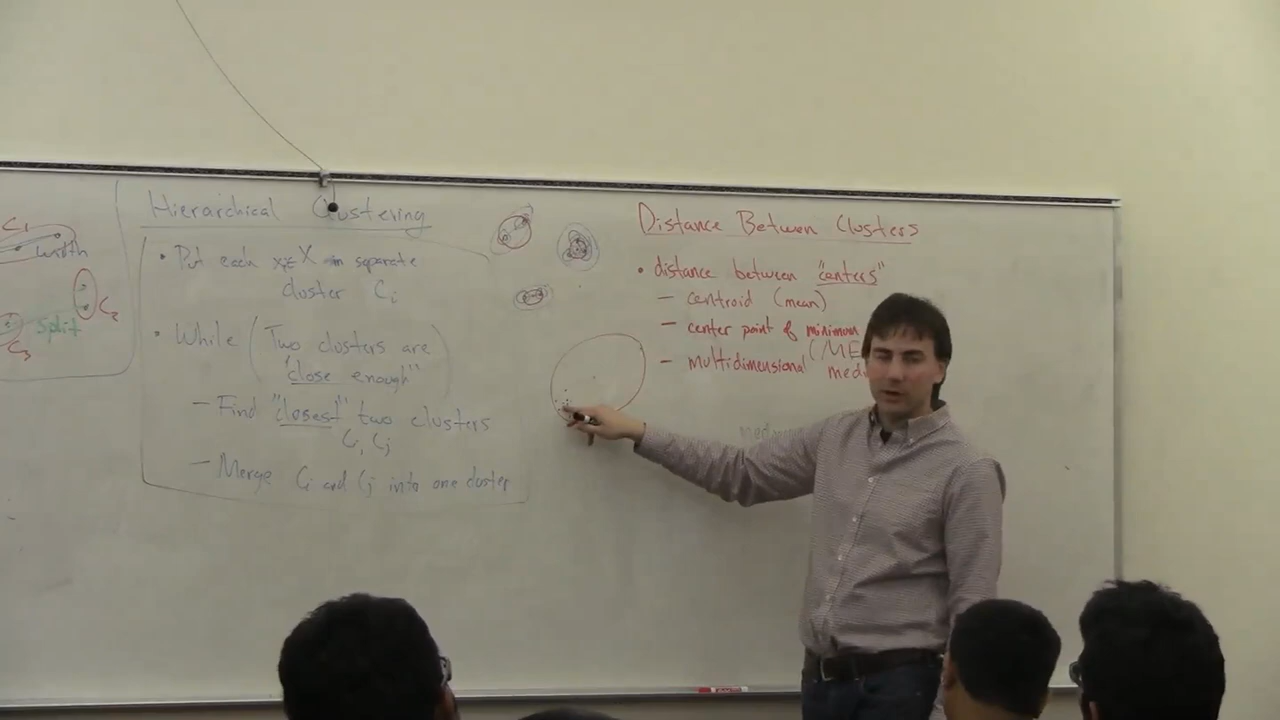 C1
width
C2
split
C3
Hierarchical Clustering
• Put each xi∈X in separate
cluster Ci
• While (Two clusters are
"close enough")
- Find "closest" two clusters
Ci, Cj
- Merge Ci and Cj into one cluster
Distance Between Clusters
• distance between "centers"
- centroid (mean)
- center point of minimum
(ME
- multidimensional med